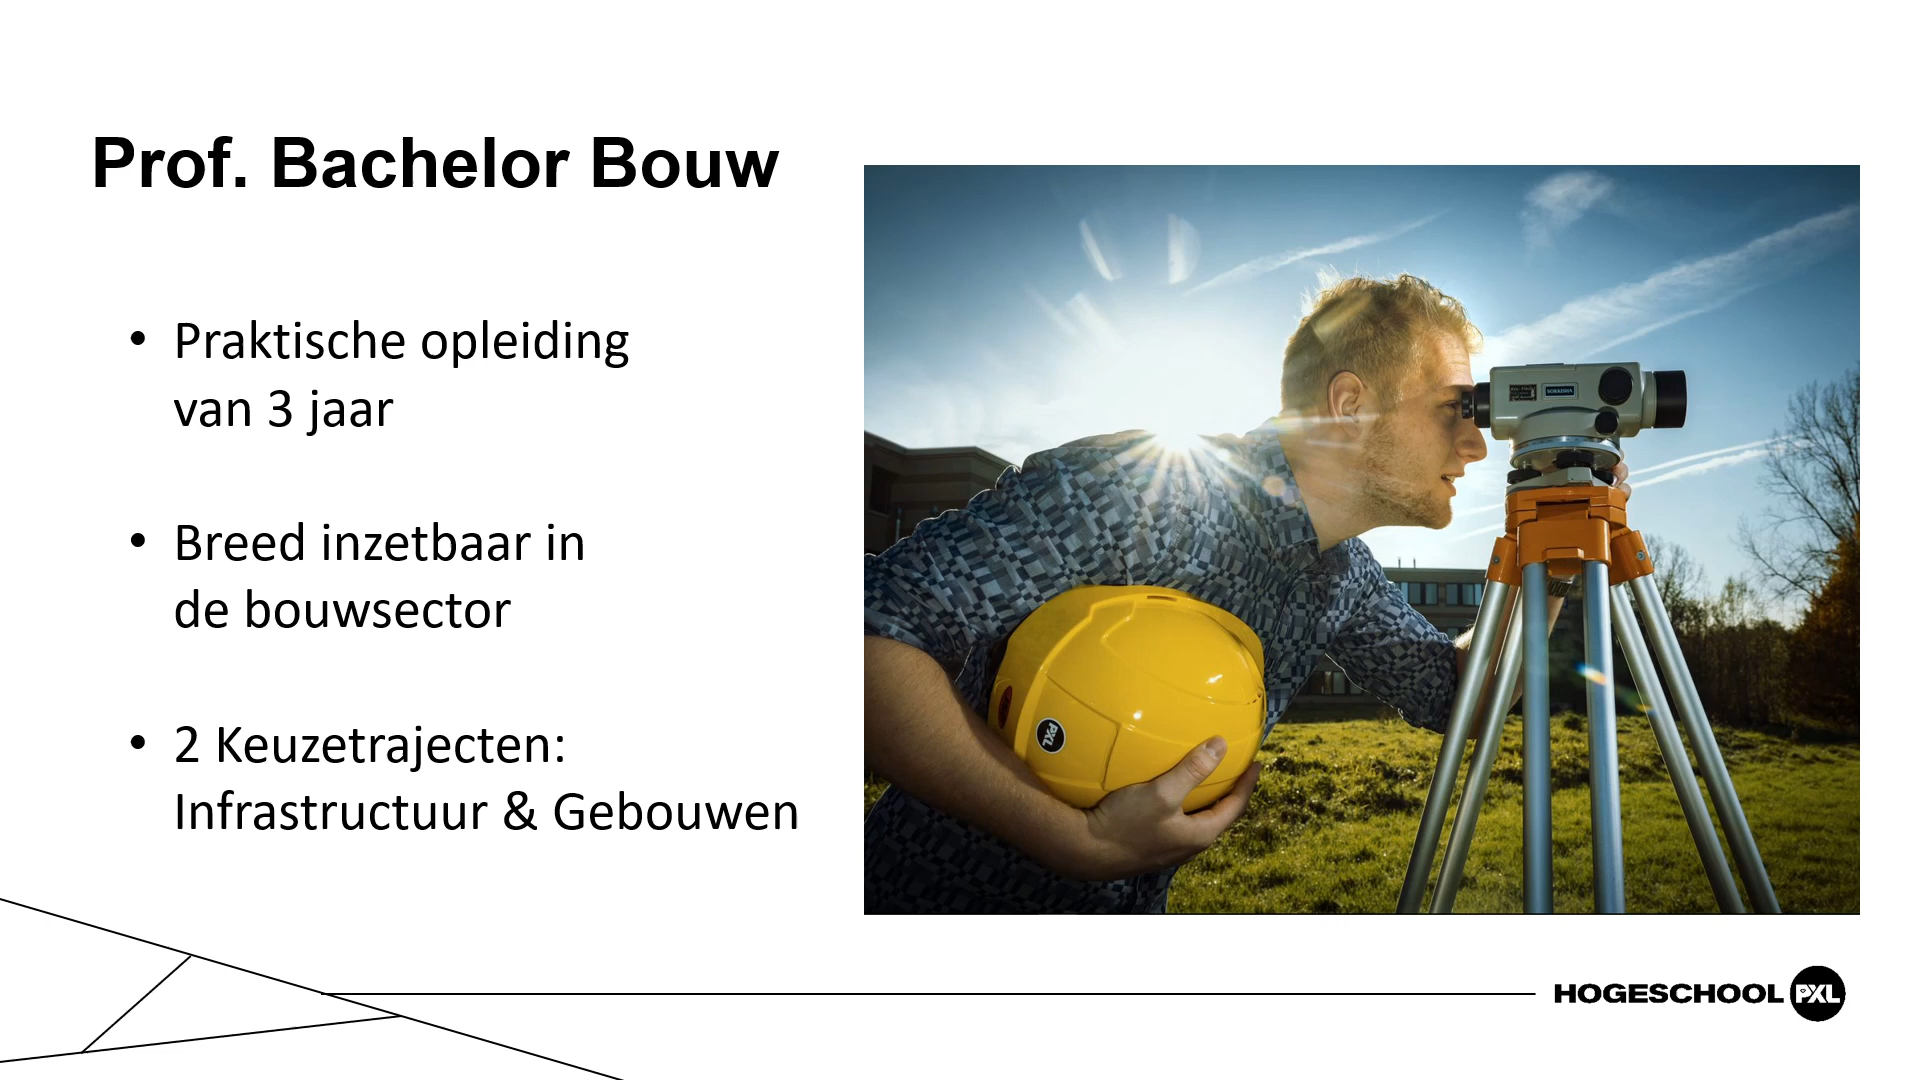 Prof. Bachelor Bouw
• Praktische opleiding
van 3 jaar
• Breed inzetbaar in
de bouwsector
• 2 Keuzetrajecten:
Infrastructuur & Gebouwen
PXL
HOGESCHOOL PXL